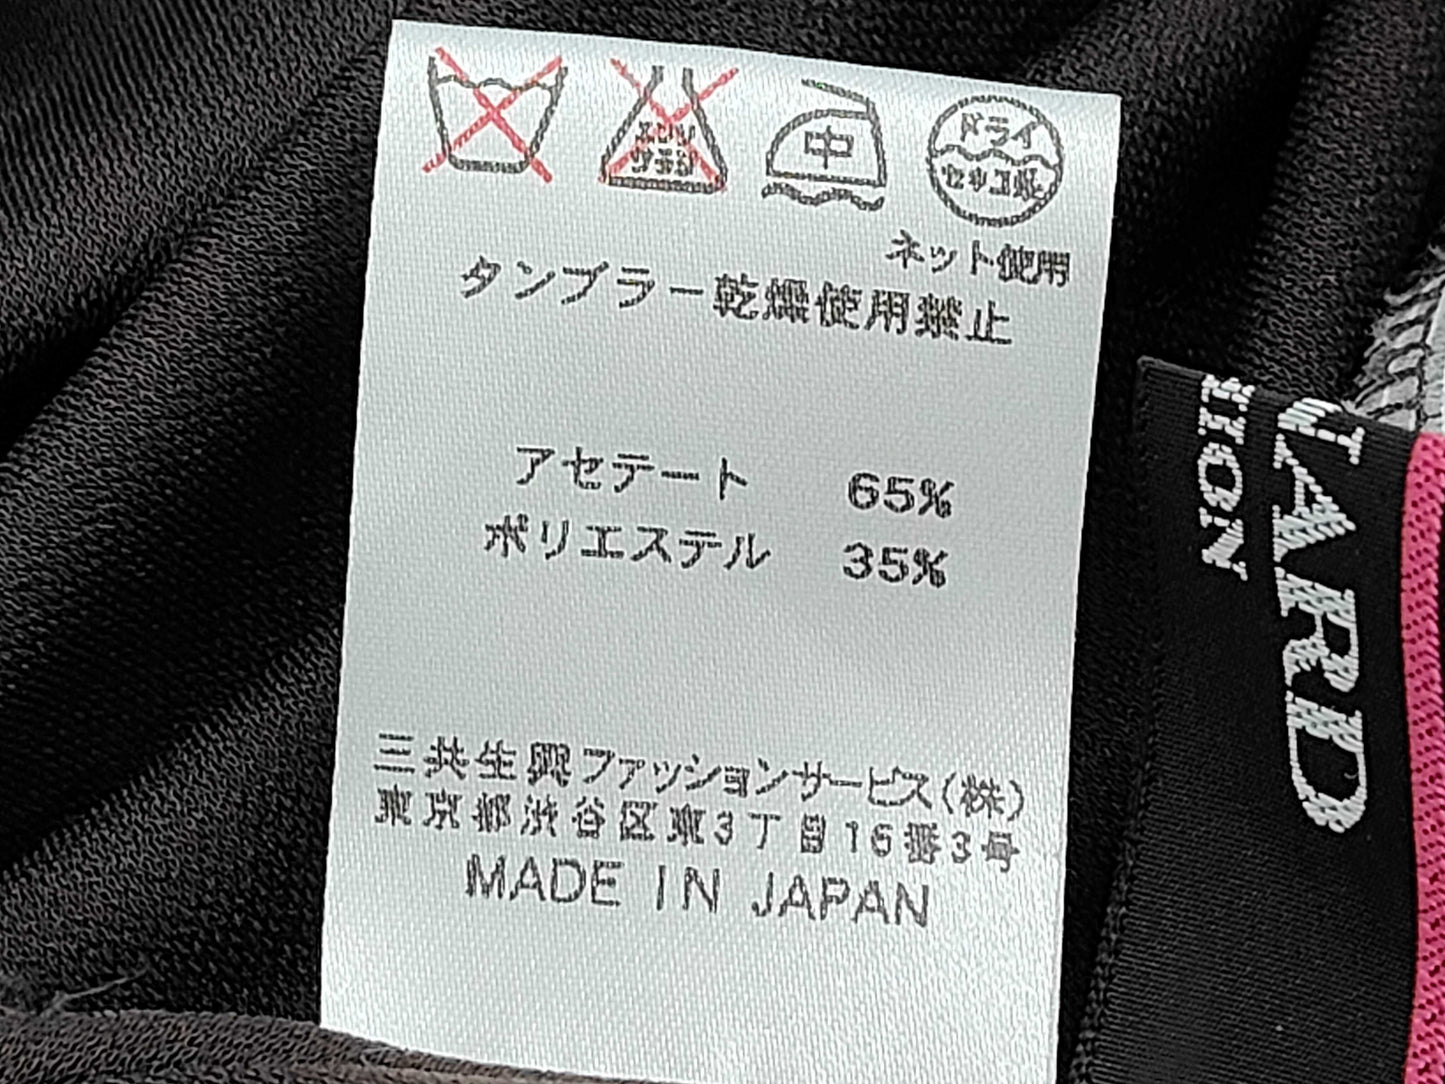 エンソ
サラシ
中
ドライ
セキユ系
ネット使用
タンブラー乾燥使用禁止
アセテート 65%
ポリエステル 35%
三共生興ファッションサービス(株)
東京都渋谷区東3丁目16番3号
MADE IN JAPAN
NARD
TION